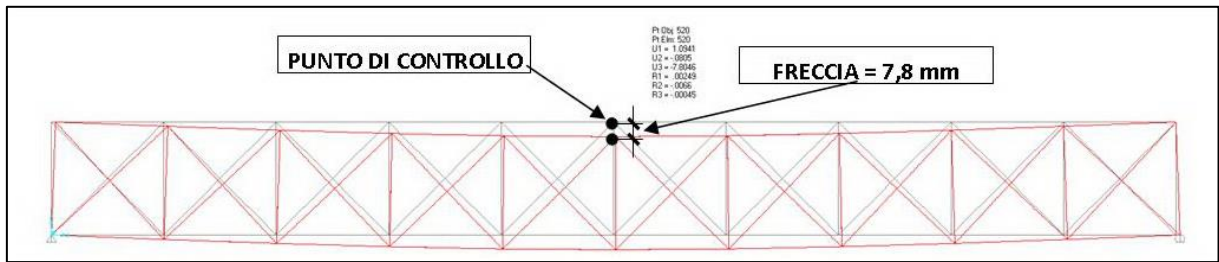 Pt Obj: 520
Pt Elm: 520
U1 = 1.0941
U2 = -.0805
U3 = -7.8046
R1 = .00249
R2 = -.0066
R3 = -.00045
PUNTO DI CONTROLLO
FRECCIA = 7,8 mm